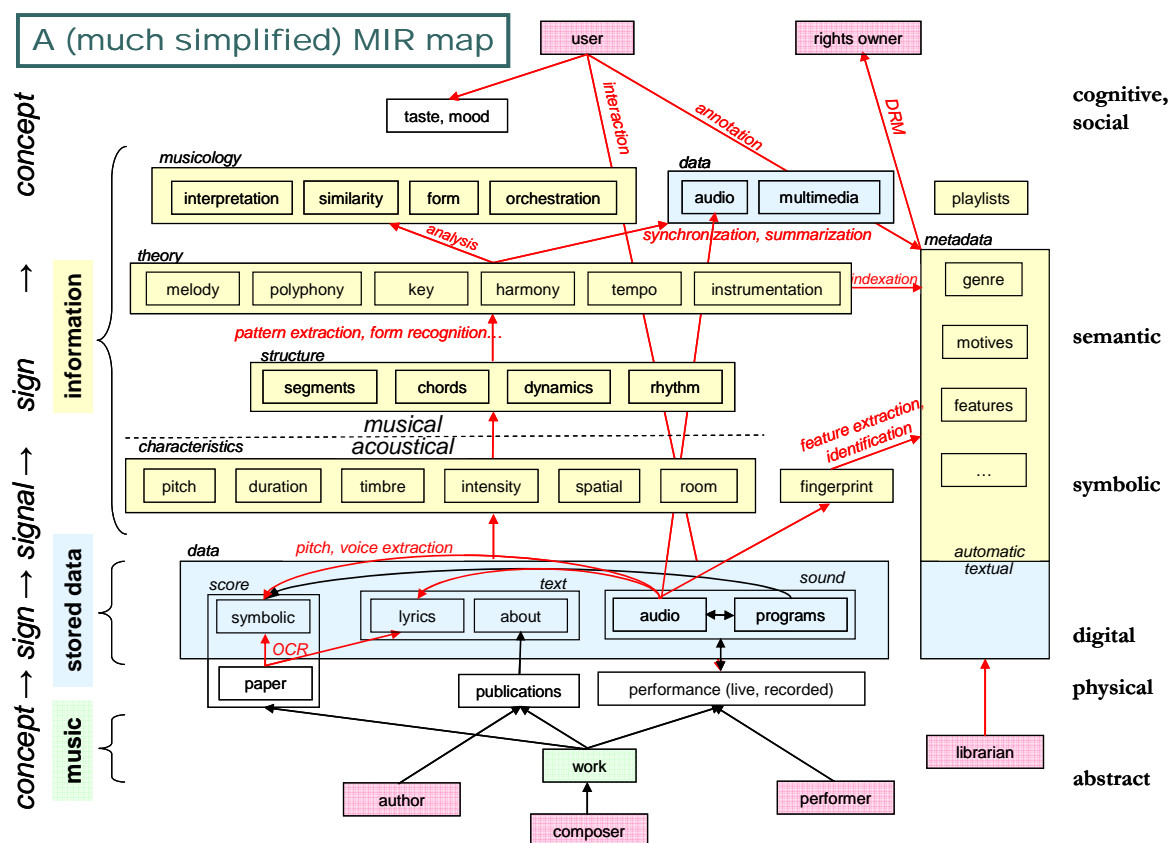 A (much simplified) MIR map
user
rights owner
concept
interaction
DRM
cognitive,
social
taste, mood
annotation
musicology
interpretation
similarity
form
orchestration
data
audio
multimedia
playlists
analysis
synchronization, summarization
metadata
theory
melody
polyphony
key
harmony
tempo
instrumentation
indexation
genre
pattern extraction, form recognition…
semantic
motives
structure
segments
chords
dynamics
rhythm
features
information
musical
acoustical
feature extraction,
identification
characteristics
pitch
duration
timbre
intensity
spatial
room
fingerprint
…
symbolic
data
pitch, voice extraction
automatic
textual
score
text
sound
symbolic
lyrics
about
audio
programs
digital
stored data
OCR
paper
publications
performance (live, recorded)
physical
music
work
librarian
abstract
author
performer
composer
concept → sign → signal → sign → concept